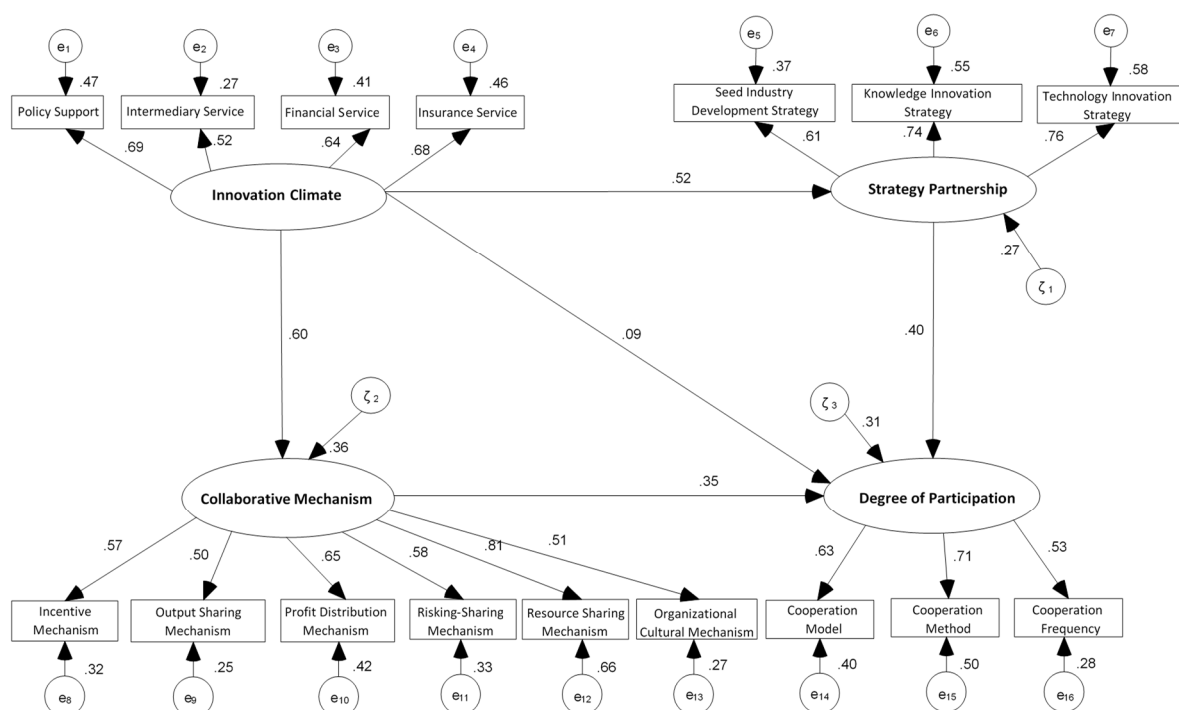 e1
e2
e3
e4
e5
e6
e7
.47
.27
.41
.46
.37
.55
.58
Policy Support
Intermediary Service
Financial Service
Insurance Service
Seed Industry
Development Strategy
Knowledge Innovation
Strategy
Technology Innovation
Strategy
.69
.52
.64
.68
.61
.74
.76
Innovation Climate
.52
Strategy Partnership
.27
ζ 1
.60
.09
.40
ζ 2
.36
ζ 3
.31
Collaborative Mechanism
.35
Degree of Participation
.57
.50
.65
.58
.81
.51
.63
.71
.53
Incentive
Mechanism
Output Sharing
Mechanism
Profit Distribution
Mechanism
Risking-Sharing
Mechanism
Resource Sharing
Mechanism
Organizational
Cultural Mechanism
Cooperation
Model
Cooperation
Method
Cooperation
Frequency
.32
.25
.42
.33
.66
.27
.40
.50
.28
e8
e9
e10
e11
e12
e13
e14
e15
e16